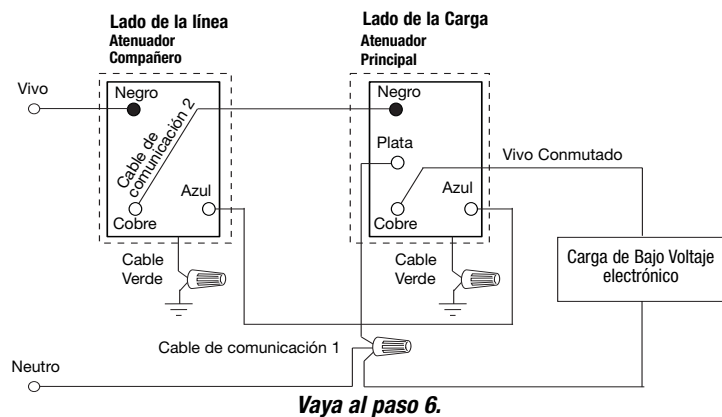 Lado de la línea
Atenuador
Compañero
Lado de la Carga
Atenuador
Principal
Vivo
Negro
Cable de
comunicación 2
Azul
Cobre
Cable
Verde
Negro
Plata
Vivo Conmutado
Azul
Cobre
Cable
Verde
Carga de Bajo Voltaje
electrónico
Cable de comunicación 1
Neutro
Vaya al paso 6.